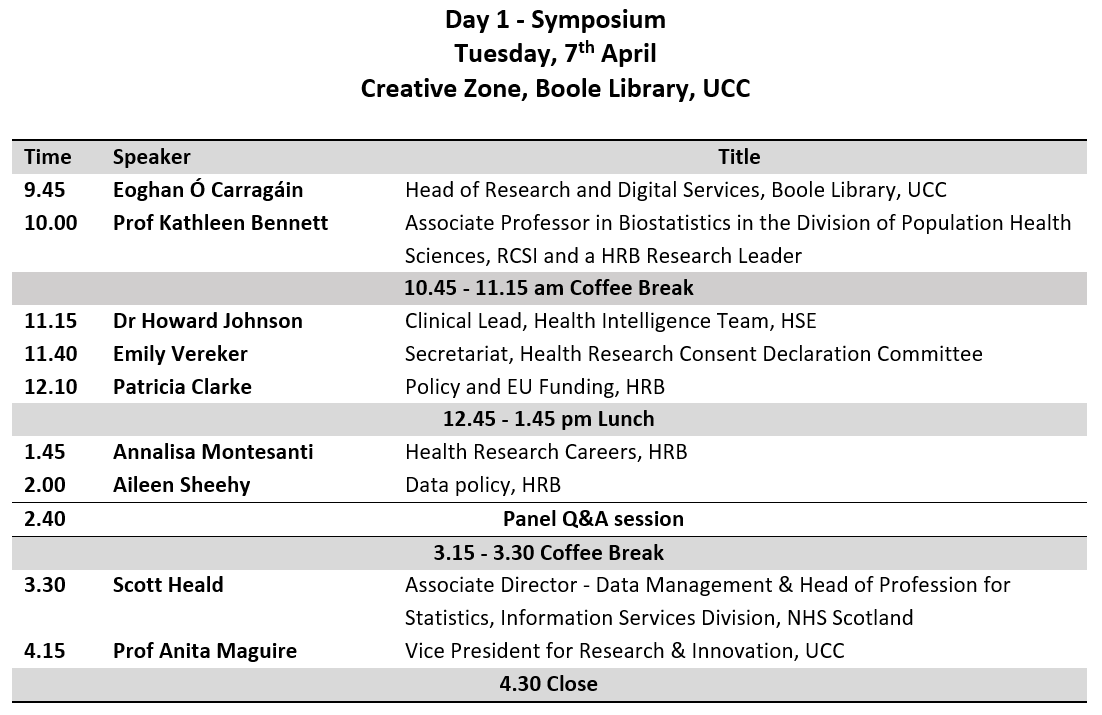 Day 1 - Symposium
Tuesday, 7th April
Creative Zone, Boole Library, UCC
Time Speaker Title
9.45 Eoghan Ó Carragáin Head of Research and Digital Services, Boole Library, UCC
10.00 Prof Kathleen Bennett Associate Professor in Biostatistics in the Division of Population Health
Sciences, RCSI and a HRB Research Leader
10.45 - 11.15 am Coffee Break
11.15 Dr Howard Johnson Clinical Lead, Health Intelligence Team, HSE
11.40 Emily Vereker Secretariat, Health Research Consent Declaration Committee
12.10 Patricia Clarke Policy and EU Funding, HRB
12.45 - 1.45 pm Lunch
1.45 Annalisa Montesanti Health Research Careers, HRB
2.00 Aileen Sheehy Data policy, HRB
2.40 Panel Q&A session
3.15 - 3.30 Coffee Break
3.30 Scott Heald Associate Director - Data Management & Head of Profession for
Statistics, Information Services Division, NHS Scotland
4.15 Prof Anita Maguire Vice President for Research & Innovation, UCC
4.30 Close